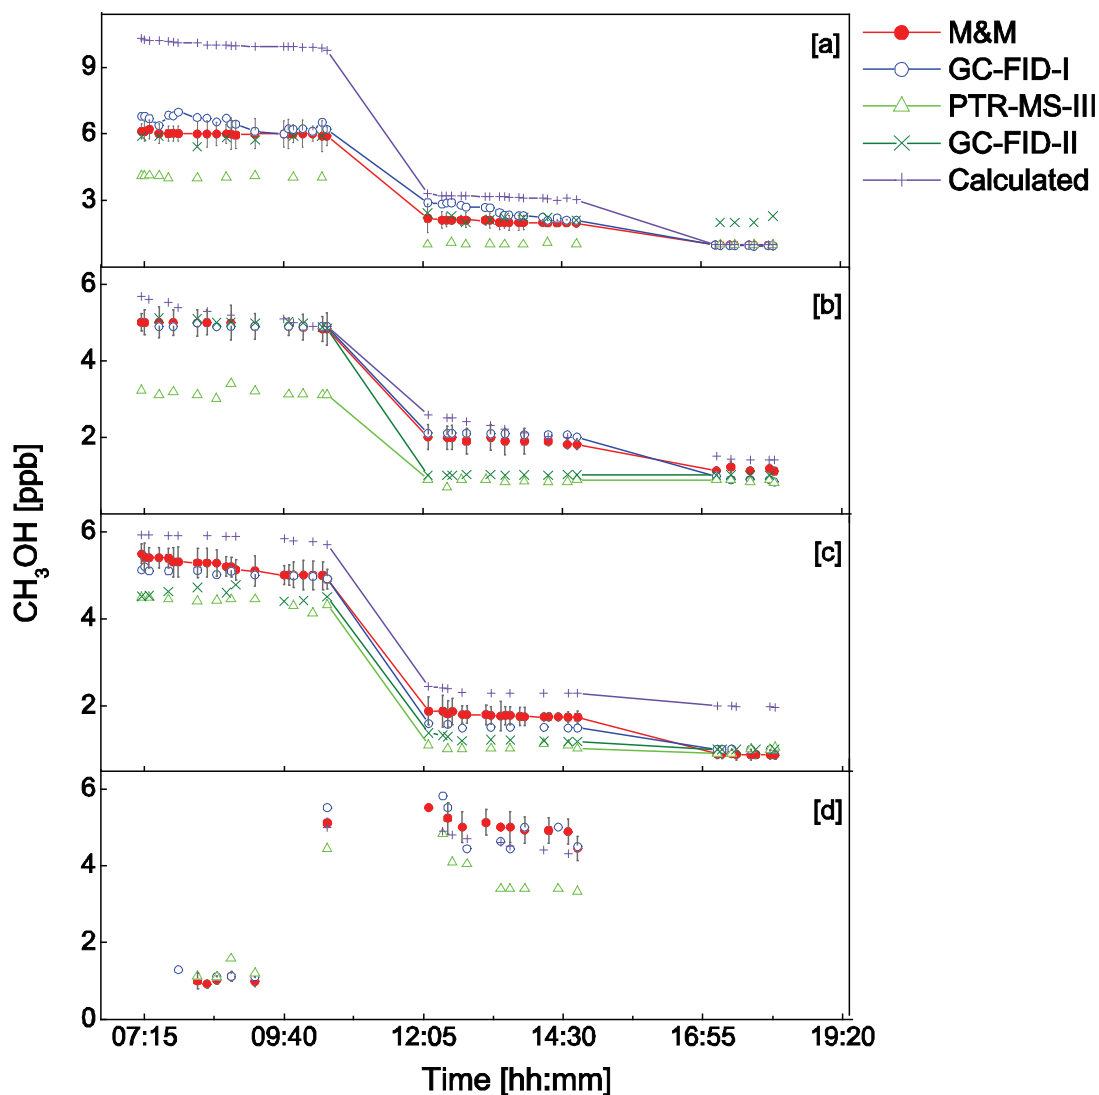 [a]
9
6
3
M&M
GC-FID-I
PTR-MS-III
GC-FID-II
Calculated
[b]
6
4
2
[c]
6
4
2
[d]
6
4
2
0
CH3OH [ppb]
07:15 09:40 12:05 14:30 16:55 19:20
Time [hh:mm]